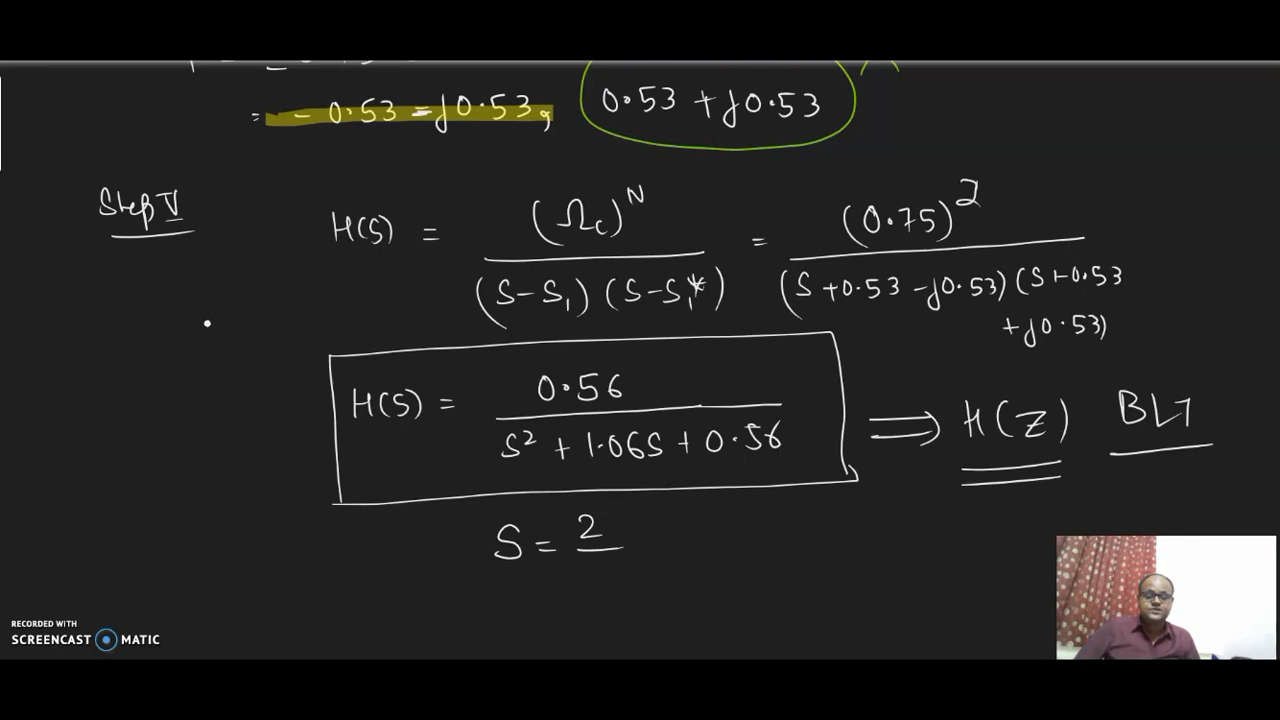 = - 0.53 - j0.53, 0.53 + j0.53
Step V
H(S) = (Ωc)^N / (S-S₁) (S-S₁*) = (0.75)^2 / (S+0.53-j0.53) (S+0.53
+j0.53)
H(S) = 0.56 / S² + 1.06S + 0.56 ⟹ H(Z) BLT
S = 2
RECORDED WITH
SCREENCAST MATIC